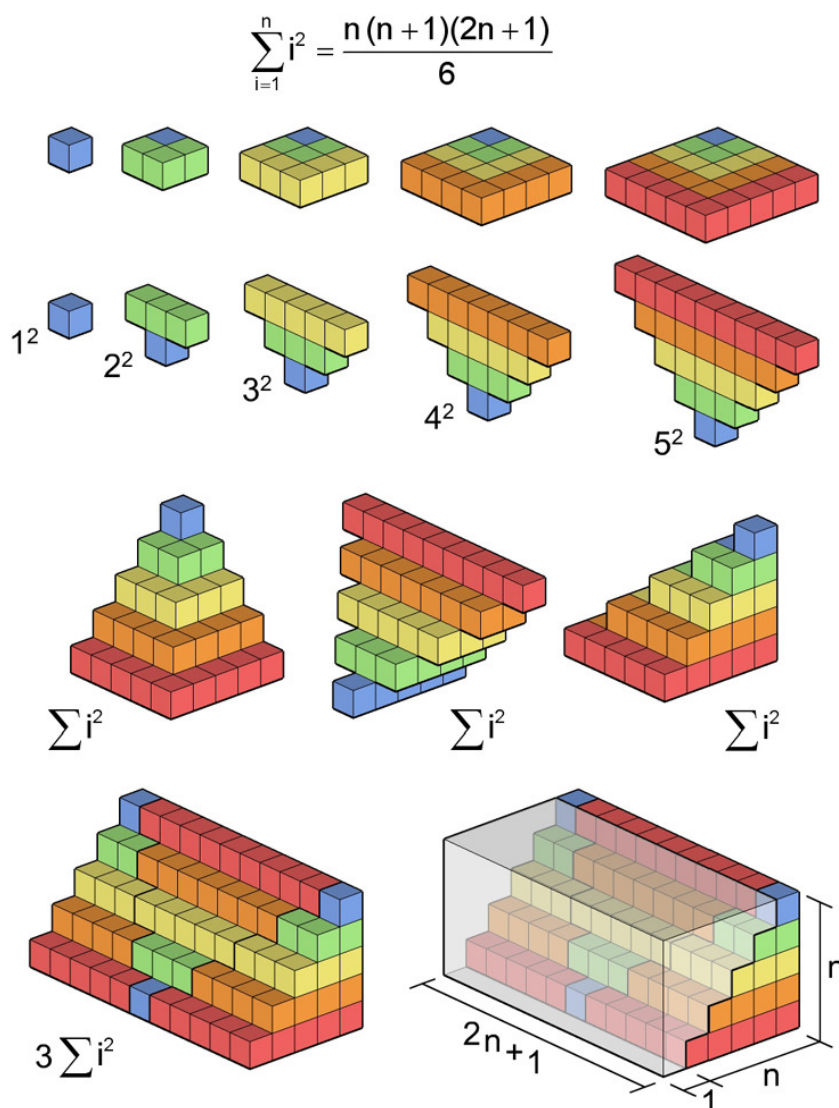 n
∑ i² = n (n + 1)(2n + 1) / 6
i=1
1²
2²
3²
4²
5²
∑ i²
∑ i²
∑ i²
3 ∑ i²
2n+1
n
n
1